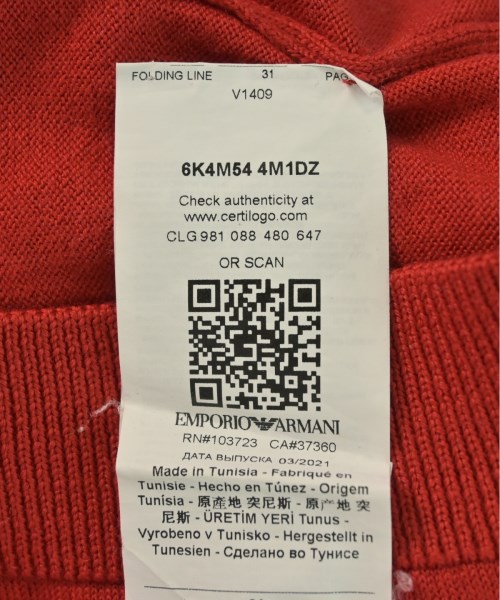 FOLDING LINE 31
V1409
6K4M54 4M1DZ
Check authenticity at
www.certilogo.com
CLG 981 088 480 647
OR SCAN
EMPORIO ARMANI
RN#103723 CA#37360
ДАТА ВЫПУСКА 03/2021
Made in Tunisia - Fabriqué en
Tunisie - Hecho en Túnez - Origem
Tunísia - 原產地 突尼斯 - 原产地 突
尼斯 - ÜRETİM YERİ Tunus -
Vyrobeno v Tunisko - Hergestellt in
Tunesien - Сделано во Тунисе